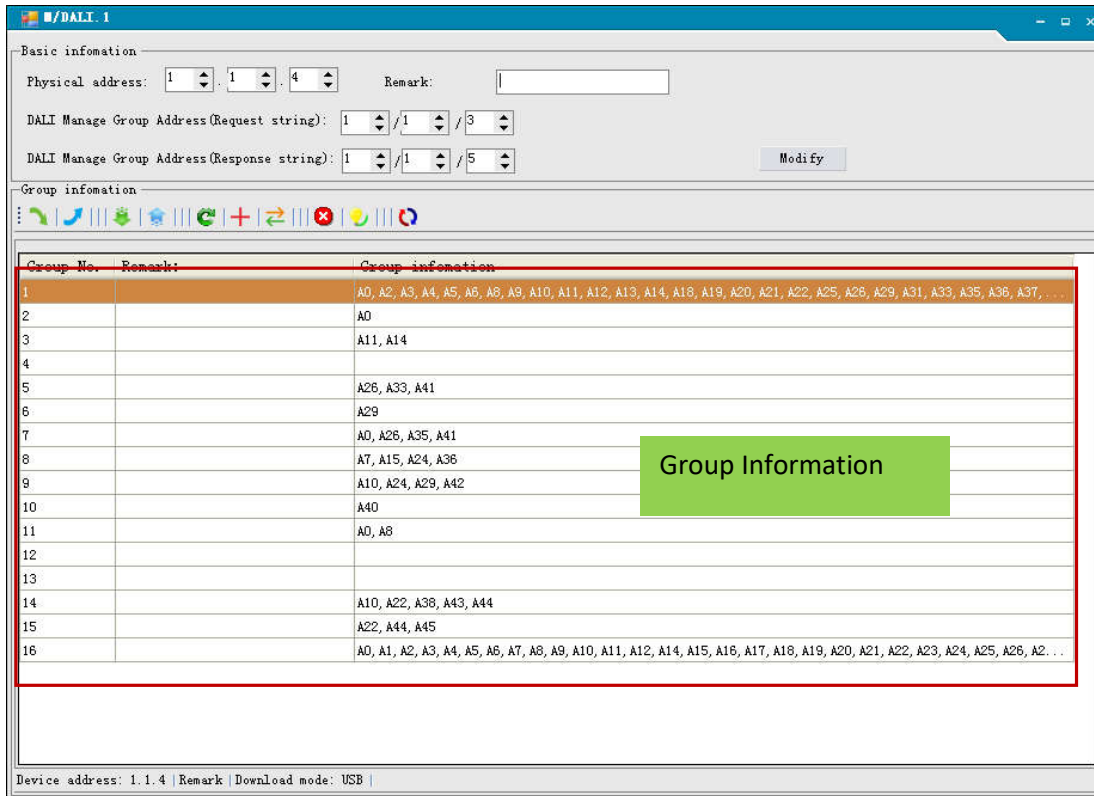 M/DALI.1
Basic infomation
Physical address: 1 . 1 . 4 Remark:
DALI Manage Group Address(Request string): 1 / 1 / 3
DALI Manage Group Address(Response string): 1 / 1 / 5 Modify
Group infomation
Group No. Remark: Group infomation
1 A0, A2, A3, A4, A5, A6, A8, A9, A10, A11, A12, A13, A14, A18, A19, A20, A21, A22, A25, A26, A29, A31, A33, A35, A36, A37, ...
2 A0
3 A11, A14
4
5 A26, A33, A41
6 A29
7 A0, A26, A35, A41
8 A7, A15, A24, A36
Group Information
9 A10, A24, A29, A42
10 A40
11 A0, A8
12
13
14 A10, A22, A38, A43, A44
15 A22, A44, A45
16 A0, A1, A2, A3, A4, A5, A6, A7, A8, A9, A10, A11, A12, A14, A15, A16, A17, A18, A19, A20, A21, A22, A23, A24, A25, A26, A2...
Device address: 1.1.4 | Remark | Download mode: USB |